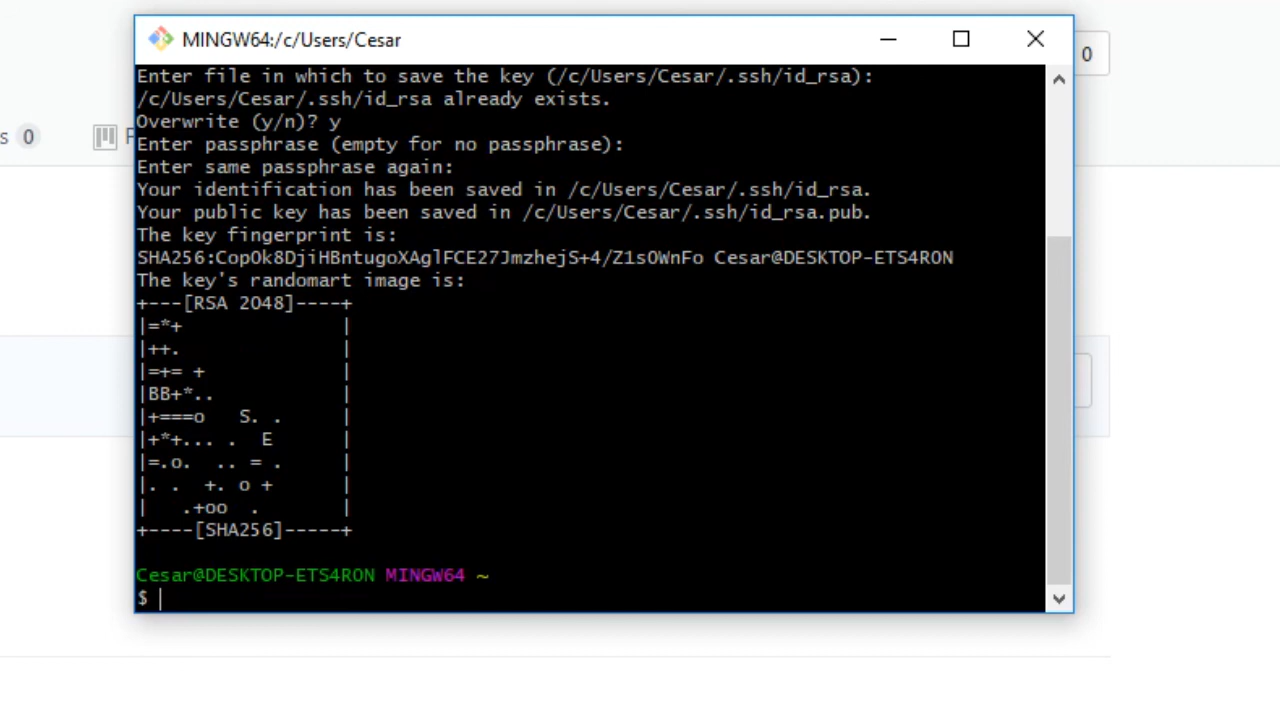 MINGW64:/c/Users/Cesar
0
s 0
Enter file in which to save the key (/c/Users/Cesar/.ssh/id_rsa):
/c/Users/Cesar/.ssh/id_rsa already exists.
Overwrite (y/n)? y
Enter passphrase (empty for no passphrase):
Enter same passphrase again:
Your identification has been saved in /c/Users/Cesar/.ssh/id_rsa.
Your public key has been saved in /c/Users/Cesar/.ssh/id_rsa.pub.
The key fingerprint is:
SHA256:CopOk8DjiHBntugoXAglFCE27JmzhejS+4/Z1sOWnFo Cesar@DESKTOP-ETS4RON
The key's randomart image is:
+---[RSA 2048]----+
|=*+              |
|++.              |
|=+= +            |
|BB+*..           |
|+===o   S. .     |
|+*+... .  E      |
|=.o.  .. = .     |
|. .  +. o +      |
|   .+oo  .       |
+----[SHA256]-----+
Cesar@DESKTOP-ETS4RON MINGW64 ~
$